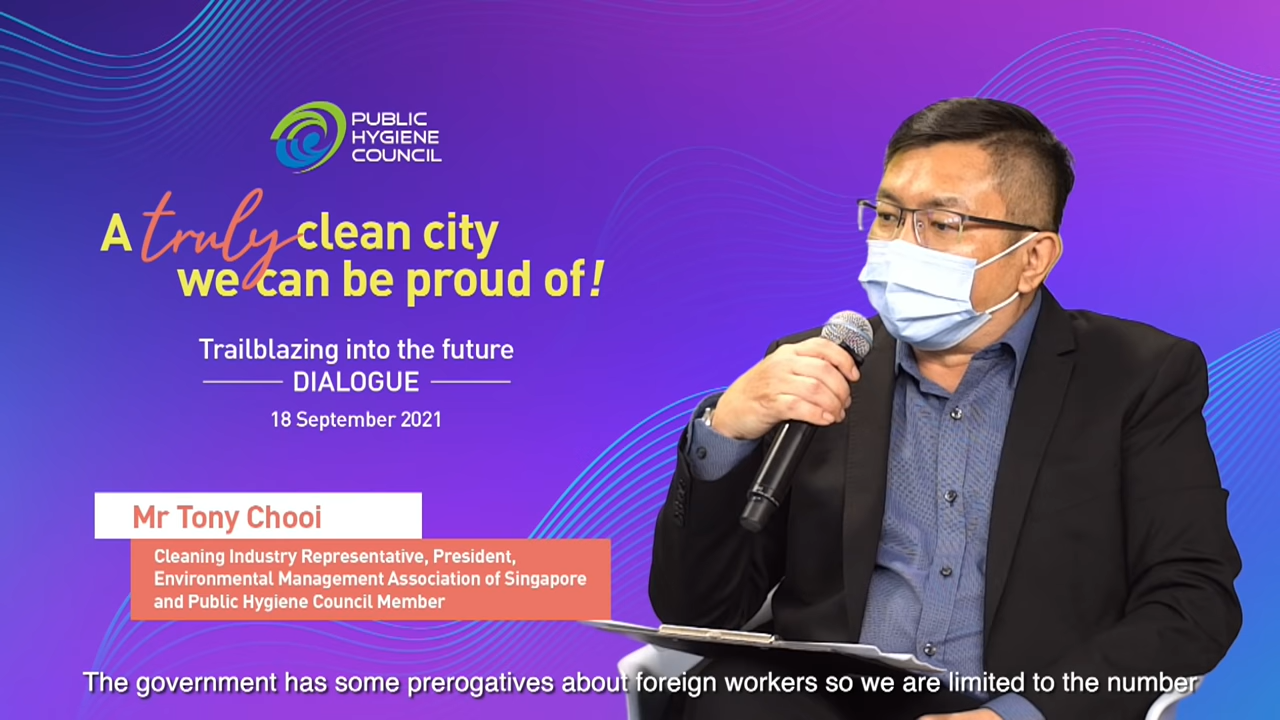 PUBLIC
HYGIENE
COUNCIL
A truly clean city
we can be proud of!
Trailblazing into the future
DIALOGUE
18 September 2021
Mr Tony Chooi
Cleaning Industry Representative, President,
Environmental Management Association of Singapore
and Public Hygiene Council Member
The government has some prerogatives about foreign workers so we are limited to the number